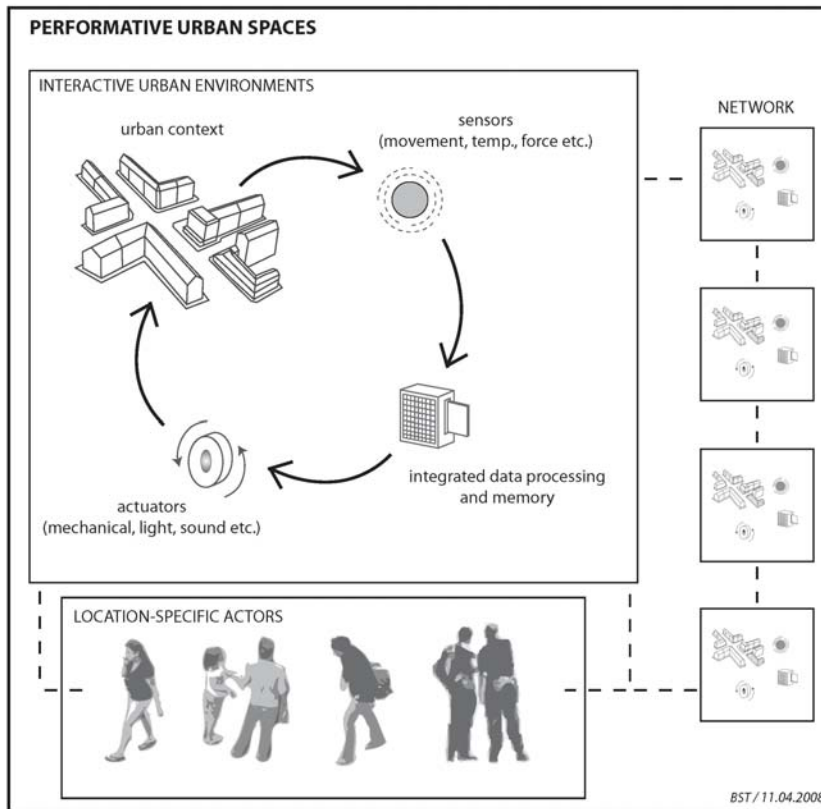 PERFORMATIVE URBAN SPACES
INTERACTIVE URBAN ENVIRONMENTS
urban context
sensors
(movement, temp., force etc.)
NETWORK
integrated data processing
and memory
actuators
(mechanical, light, sound etc.)
LOCATION-SPECIFIC ACTORS
BST / 11.04.2008